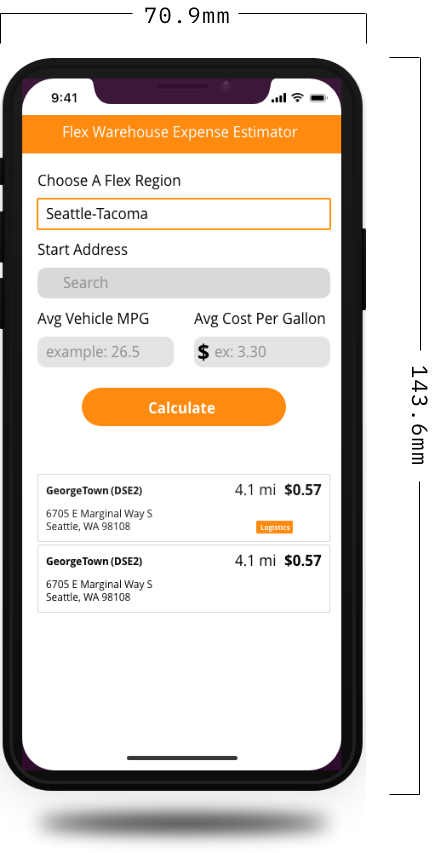 70.9mm
9:41
Flex Warehouse Expense Estimator
Choose A Flex Region
Seattle-Tacoma
Start Address
Search
Avg Vehicle MPG
Avg Cost Per Gallon
example: 26.5
$ ex: 3.30
Calculate
GeorgeTown (DSE2)
4.1 mi $0.57
6705 E Marginal Way S
Seattle, WA 98108
Logistics
GeorgeTown (DSE2)
4.1 mi $0.57
6705 E Marginal Way S
Seattle, WA 98108
143.6mm